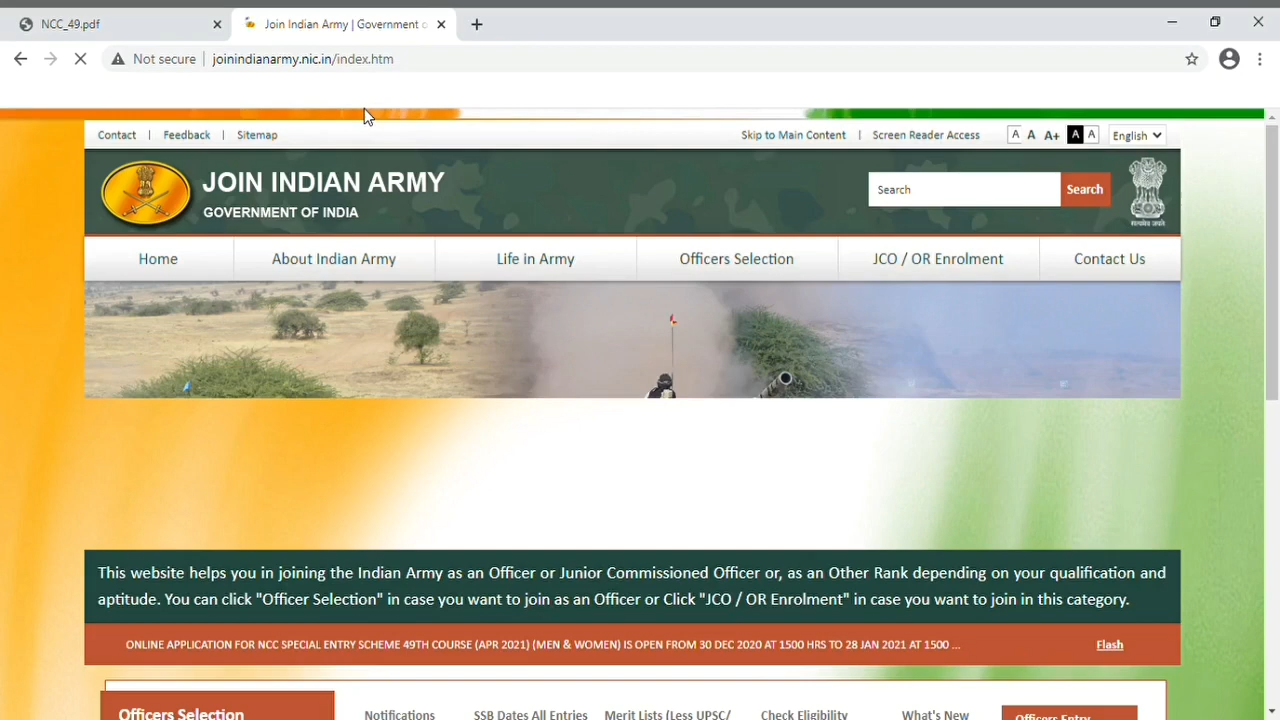 NCC_49.pdf
Join Indian Army | Government o
Not secure
joinindianarmy.nic.in/index.htm
Contact | Feedback | Sitemap
Skip to Main Content | Screen Reader Access
A A A+ A A
English
JOIN INDIAN ARMY
GOVERNMENT OF INDIA
Search
Search
सत्यमेव जयते
Home
About Indian Army
Life in Army
Officers Selection
JCO / OR Enrolment
Contact Us
This website helps you in joining the Indian Army as an Officer or Junior Commissioned Officer or, as an Other Rank depending on your qualification and
aptitude. You can click "Officer Selection" in case you want to join as an Officer or Click "JCO / OR Enrolment" in case you want to join in this category.
ONLINE APPLICATION FOR NCC SPECIAL ENTRY SCHEME 49TH COURSE (APR 2021) (MEN & WOMEN) IS OPEN FROM 30 DEC 2020 AT 1500 HRS TO 28 JAN 2021 AT 1500 ...
Flash
Officers Selection
Notifications
SSB Dates All Entries
Merit Lists (Less UPSC/
Check Eligibility
What's New
Officers Entry